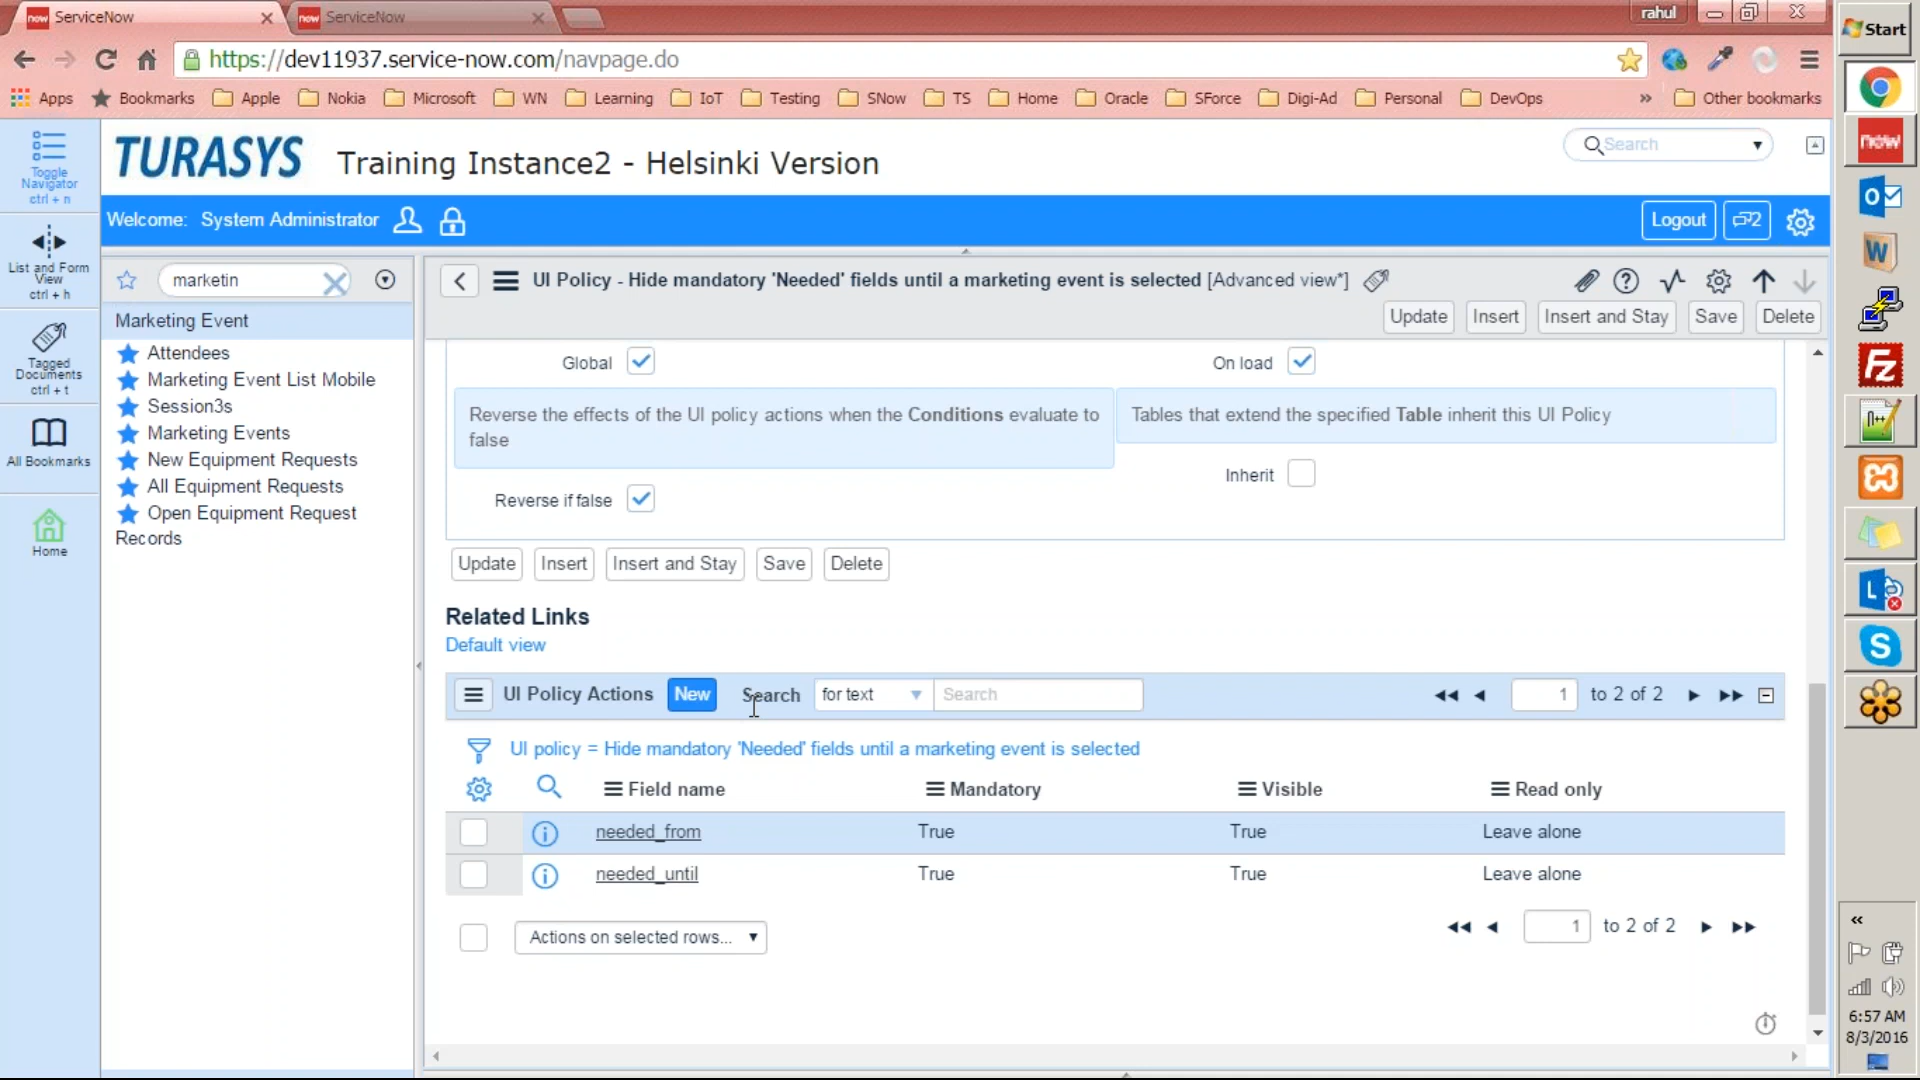 now ServiceNow
now ServiceNow
rahul
https://dev11937.service-now.com/navpage.do
Apps
Bookmarks
Apple
Nokia
Microsoft
WN
Learning
IoT
Testing
SNow
TS
Home
Oracle
SForce
Digi-Ad
Personal
DevOps
»
Other bookmarks
Start
Toggle
Navigator
ctrl + n
List and Form
View
ctrl + h
Tagged
Documents
ctrl + t
All Bookmarks
Home
TURASYS
Training Instance2 - Helsinki Version
Search
Welcome: System Administrator
Logout
2
marketin
Marketing Event
Attendees
Marketing Event List Mobile
Session3s
Marketing Events
New Equipment Requests
All Equipment Requests
Open Equipment Request
Records
UI Policy - Hide mandatory 'Needed' fields until a marketing event is selected [Advanced view*]
Update
Insert
Insert and Stay
Save
Delete
Global
On load
Reverse the effects of the UI policy actions when the Conditions evaluate to
false
Tables that extend the specified Table inherit this UI Policy
Inherit
Reverse if false
Update
Insert
Insert and Stay
Save
Delete
Related Links
Default view
UI Policy Actions
New
Search
for text
Search
1
to 2 of 2
UI policy = Hide mandatory 'Needed' fields until a marketing event is selected
Field name
Mandatory
Visible
Read only
needed_from
True
True
Leave alone
needed_until
True
True
Leave alone
Actions on selected rows...
1
to 2 of 2
now
O
W
FZ
N++
L
S
«
6:57 AM
8/3/2016